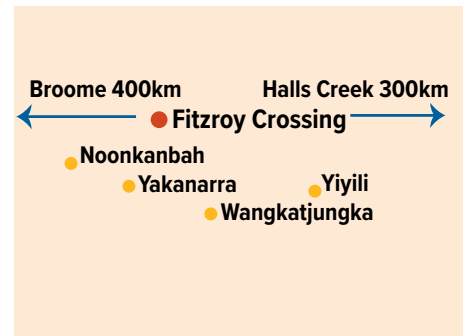 Broome 400km
Halls Creek 300km
Fitzroy Crossing
Noonkanbah
Yakanarra
Yiyili
Wangkatjungka